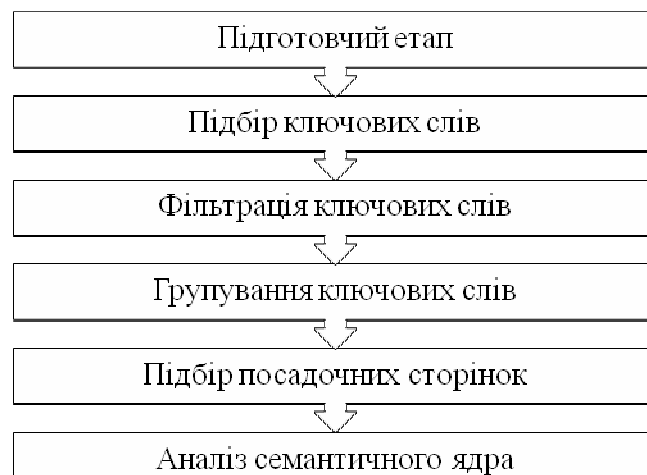 Підготовчий етап
Підбір ключових слів
Фільтрація ключових слів
Групування ключових слів
Підбір посадочних сторінок
Аналіз семантичного ядра